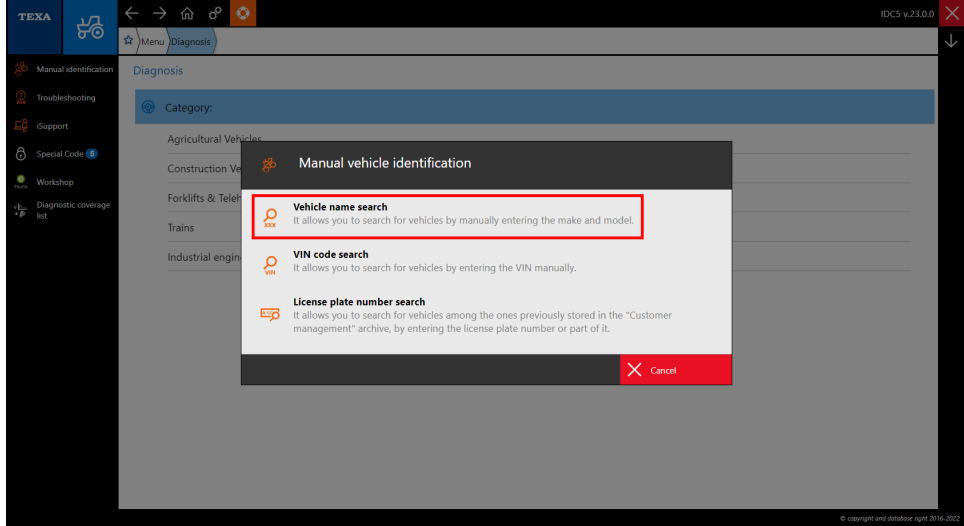 TEXA
IDC5 v.23.0.0
Menu
Diagnosis
Manual identification
Troubleshooting
iSupport
Special Code 5
Workshop
TRUCK
Diagnostic coverage
list
Diagnosis
Category:
Agricultural Vehicles
Construction Ve
Forklifts & Teleh
Trains
Industrial engin
Manual vehicle identification
XXX
Vehicle name search
It allows you to search for vehicles by manually entering the make and model.
VIN
VIN code search
It allows you to search for vehicles by entering the VIN manually.
License plate number search
It allows you to search for vehicles among the ones previously stored in the "Customer
management" archive, by entering the license plate number or part of it.
Cancel
© copyright and database right 2016-2022